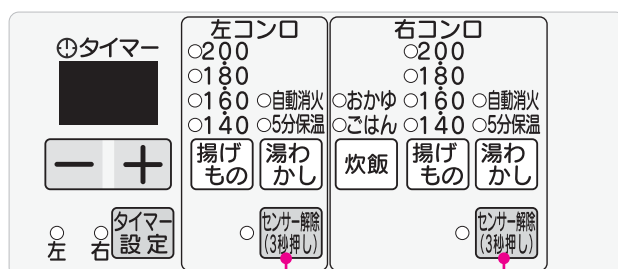 タイマー
左コンロ
200
180
160 自動消火
140 5分保温
揚げもの 湯わかし
センサー解除
(3秒押し)
右コンロ
200
180
おかゆ 160 自動消火
ごはん 140 5分保温
炊飯 揚げもの 湯わかし
センサー解除
(3秒押し)
－ ＋
左 右 タイマー設定